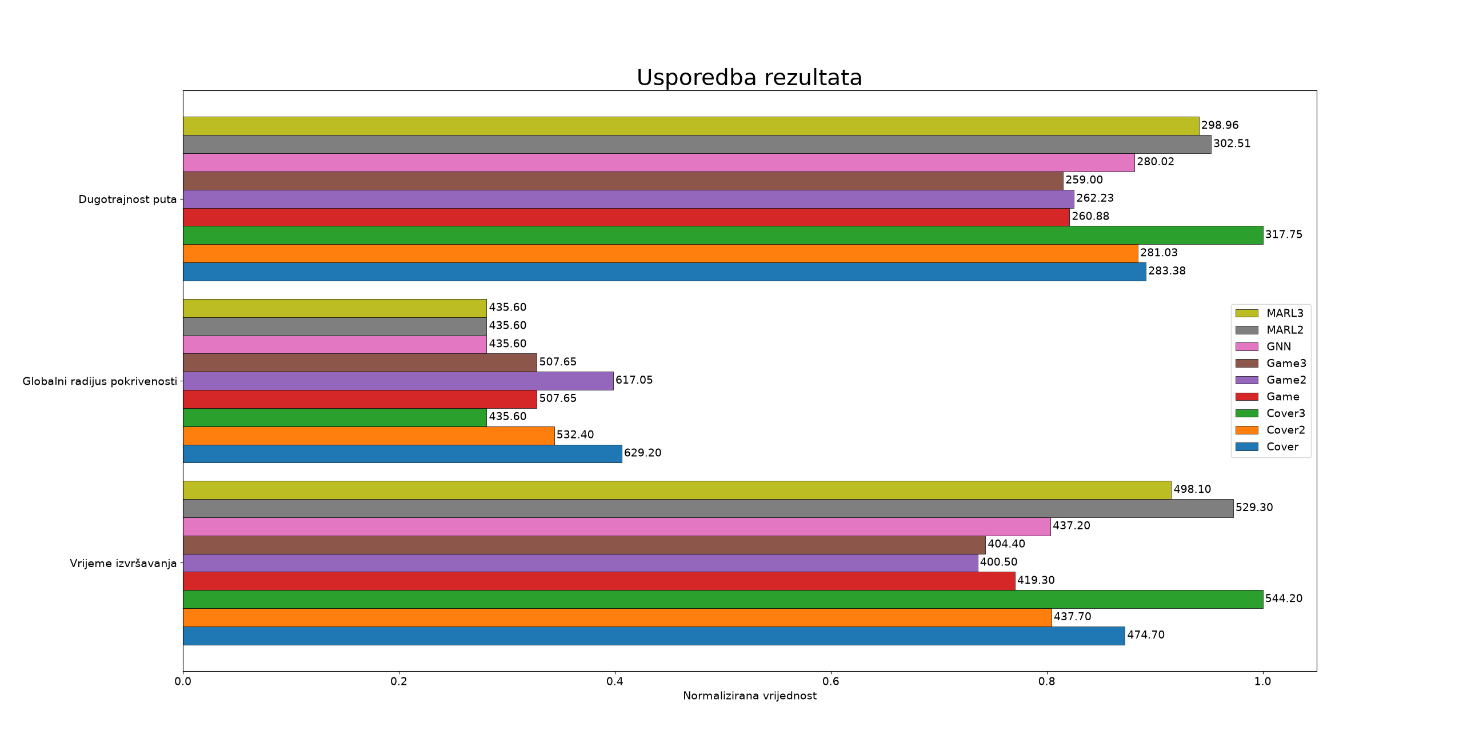 Usporedba rezultata
298.96
302.51
280.02
259.00
Dugotrajnost puta
262.23
260.88
317.75
281.03
283.38
435.60
435.60
435.60
507.65
Globalni radijus pokrivenosti
617.05
507.65
435.60
532.40
629.20
MARL3
MARL2
GNN
Game3
Game2
Game
Cover3
Cover2
Cover
498.10
529.30
437.20
404.40
Vrijeme izvršavanja
400.50
419.30
544.20
437.70
474.70
0.0 0.2 0.4 0.6 0.8 1.0
Normalizirana vrijednost